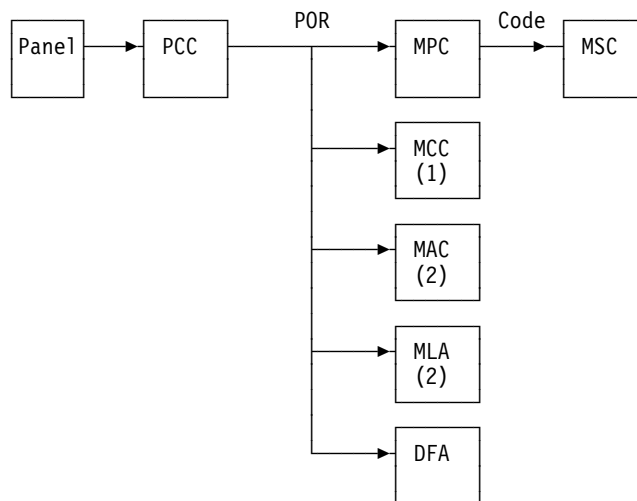 POR
Code
Panel
PCC
MPC
MSC
MCC
(1)
MAC
(2)
MLA
(2)
DFA